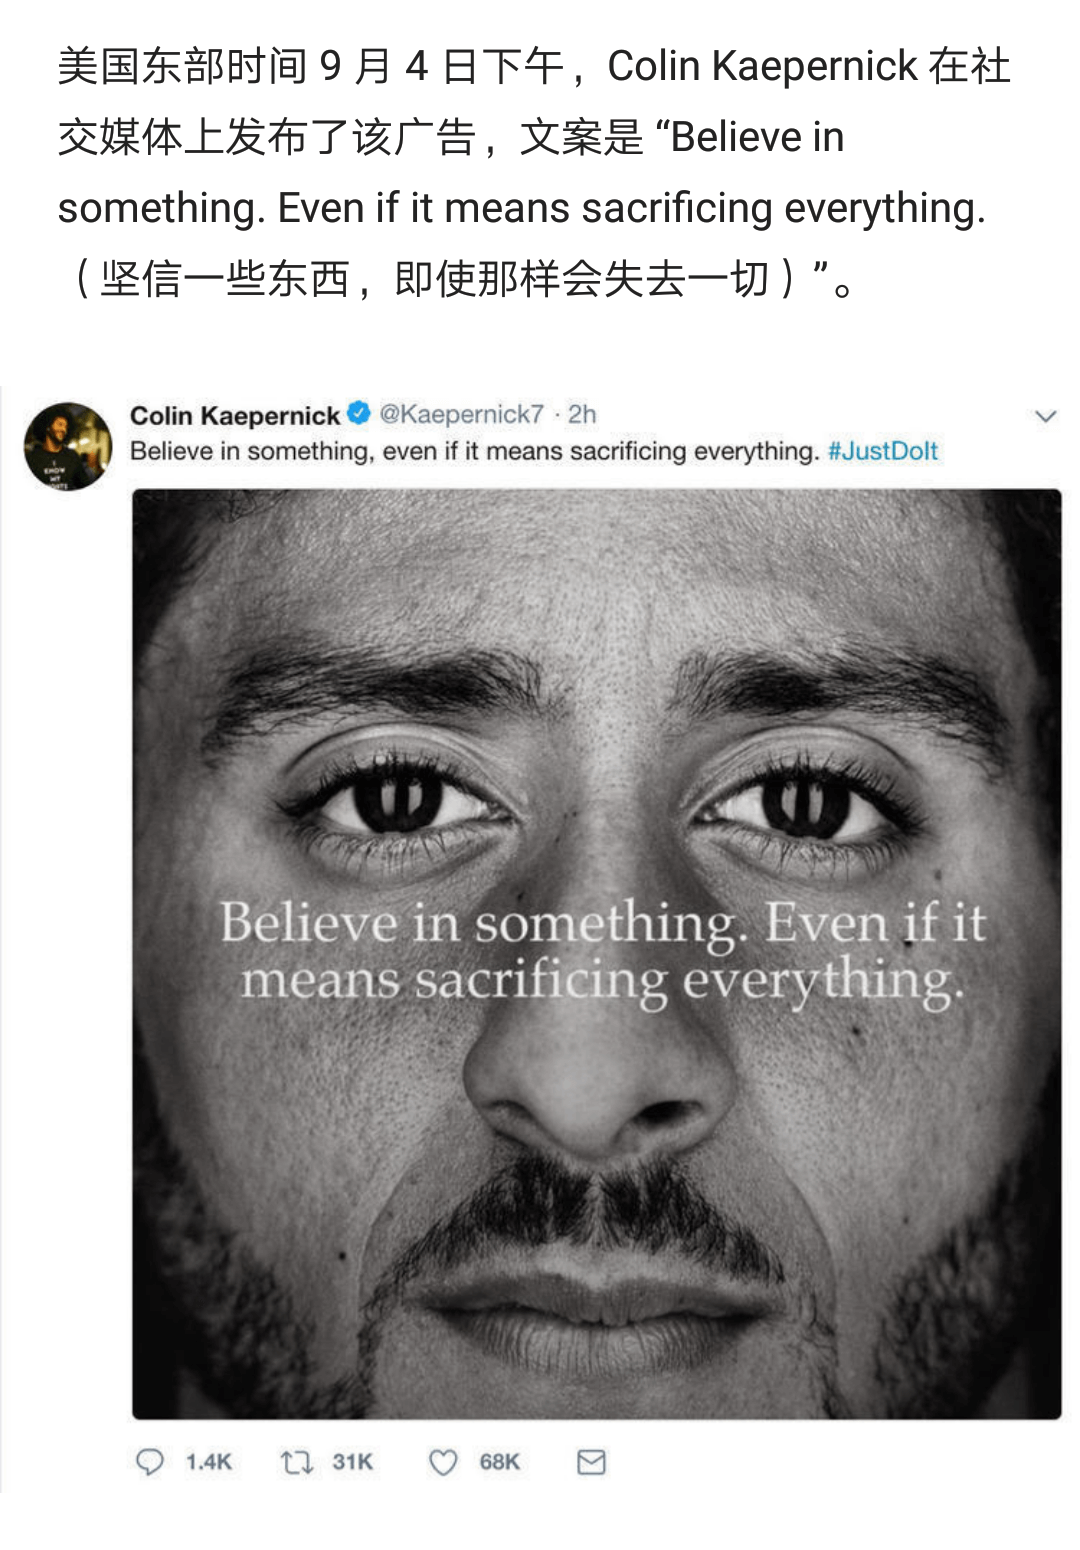 美国东部时间 9 月 4 日下午，Colin Kaepernick 在社
交媒体上发布了该广告，文案是 “Believe in
something. Even if it means sacrificing everything.
（坚信一些东西，即使那样会失去一切）”。
Colin Kaepernick @Kaepernick7 · 2h
Believe in something, even if it means sacrificing everything. #JustDoIt
I
KNOW
MY
Believe in something. Even if it
means sacrificing everything.
1.4K 31K 68K